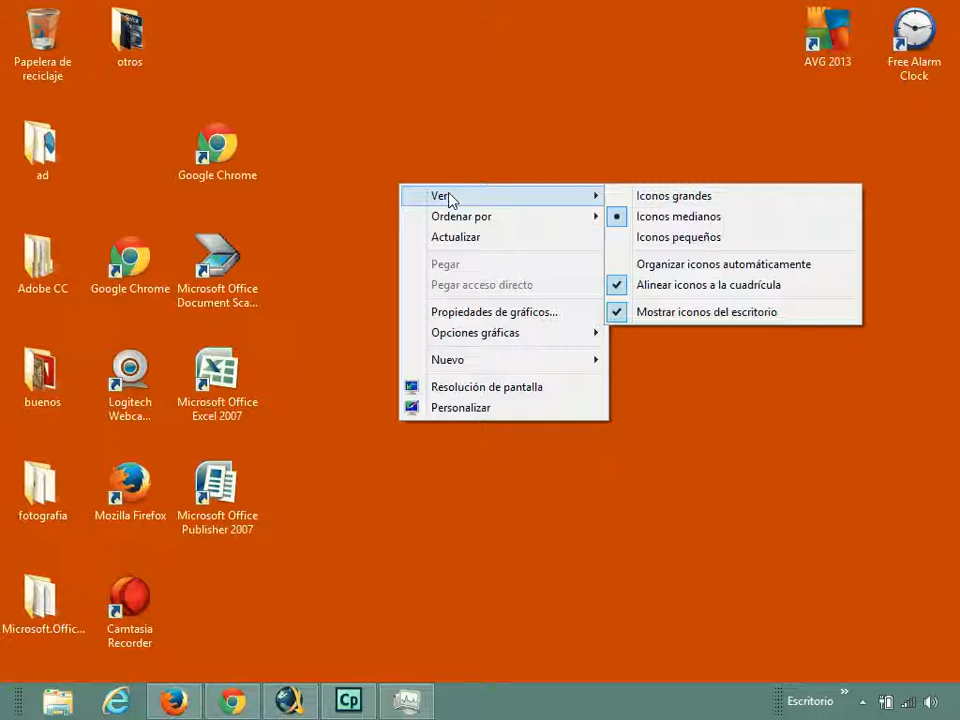 Papelera de
reciclaje
otros
AVG 2013
Free Alarm
Clock
ad
Google Chrome
Adobe CC
Google Chrome
Microsoft Office
Document Sca...
buenos
Logitech
Webca...
Microsoft Office
Excel 2007
fotografia
Mozilla Firefox
Microsoft Office
Publisher 2007
Microsoft.Offic...
Camtasia
Recorder
Ver
Ordenar por
Actualizar
Pegar
Pegar acceso directo
Propiedades de gráficos...
Opciones gráficas
Nuevo
Resolución de pantalla
Personalizar
Iconos grandes
Iconos medianos
Iconos pequeños
Organizar iconos automáticamente
Alinear iconos a la cuadrícula
Mostrar iconos del escritorio
Cp
Escritorio